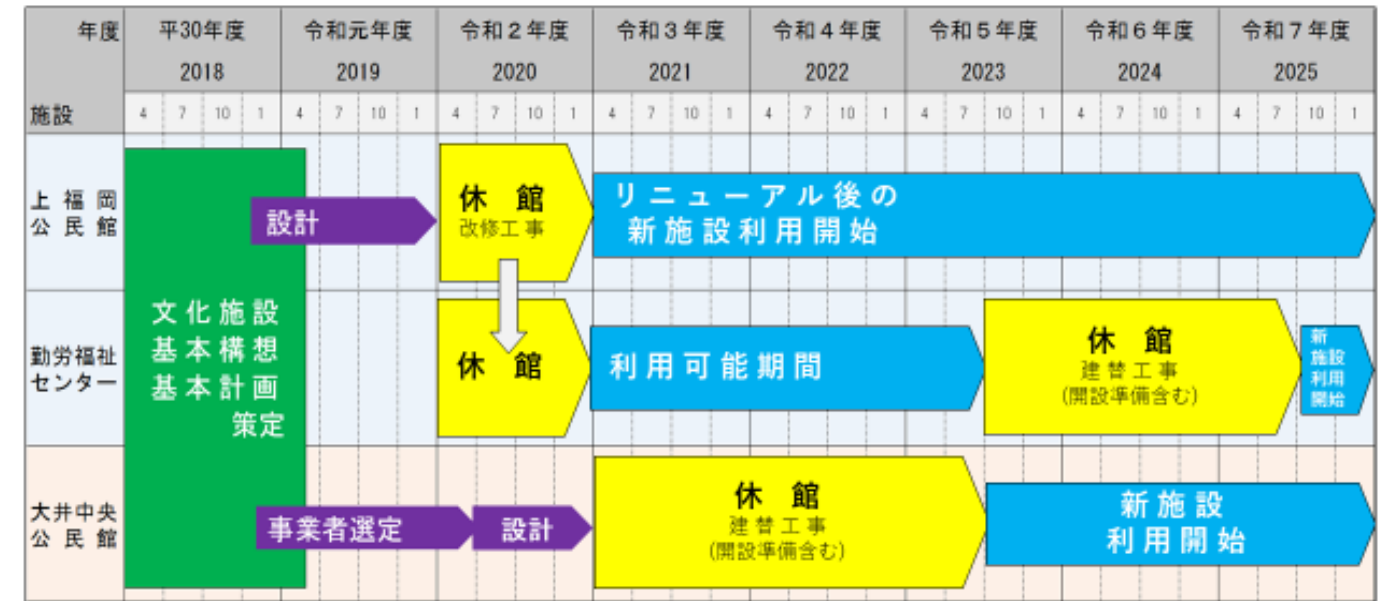 年度 平30年度 令和元年度 令和２年度 令和３年度 令和４年度 令和５年度 令和６年度 令和７年度
2018 2019 2020 2021 2022 2023 2024 2025
施設 4 7 10 1 4 7 10 1 4 7 10 1 4 7 10 1 4 7 10 1 4 7 10 1 4 7 10 1 4 7 10 1
上福岡
公民館
設計
休館
改修工事
リニューアル後の
新施設利用開始
文化施設
基本構想
基本計画
策定
勤労福祉
センター
休館
利用可能期間
休館
建替工事
(開設準備含む)
新
施設
利用
開始
大井中央
公民館
事業者選定
設計
休館
建替工事
(開設準備含む)
新施設
利用開始